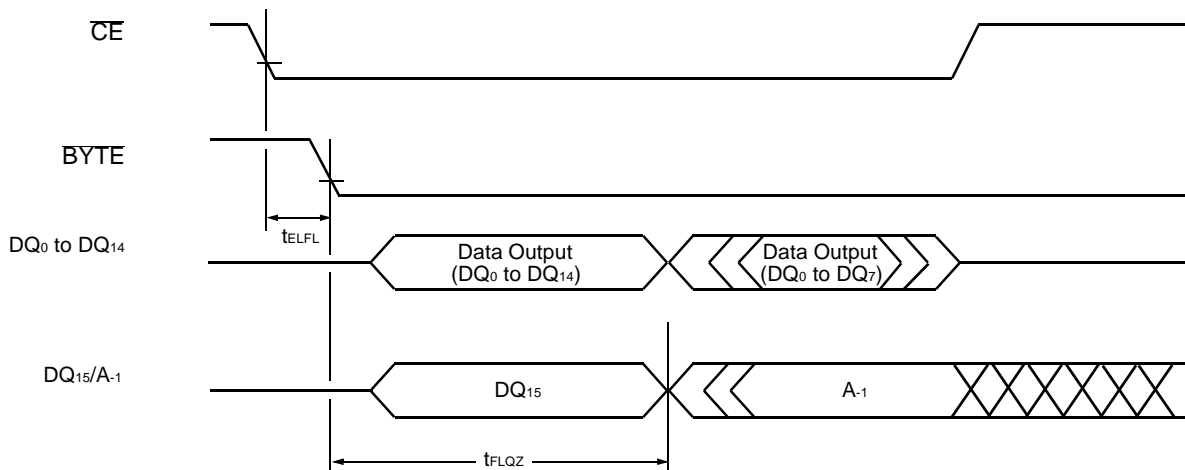 CE
BYTE
tELFL
DQ0 to DQ14
Data Output
(DQ0 to DQ14)
Data Output
(DQ0 to DQ7)
DQ15/A-1
DQ15
A-1
tFLQZ